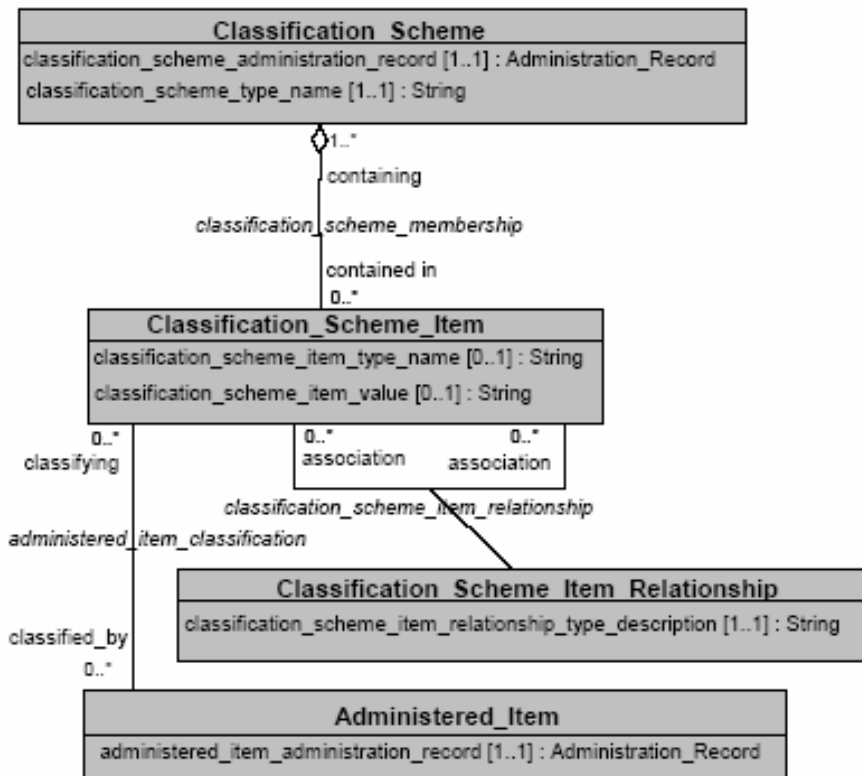 Classification_Scheme
classification_scheme_administration_record [1..1] : Administration_Record
classification_scheme_type_name [1..1] : String
1..*
containing
classification_scheme_membership
contained in
0..*
Classification_Scheme_Item
classification_scheme_item_type_name [0..1] : String
classification_scheme_item_value [0..1] : String
0..*
classifying
0..*
association
0..*
association
classification_scheme_item_relationship
administered_item_classification
Classification_Scheme_Item_Relationship
classification_scheme_item_relationship_type_description [1..1] : String
classified_by
0..*
Administered_Item
administered_item_administration_record [1..1] : Administration_Record